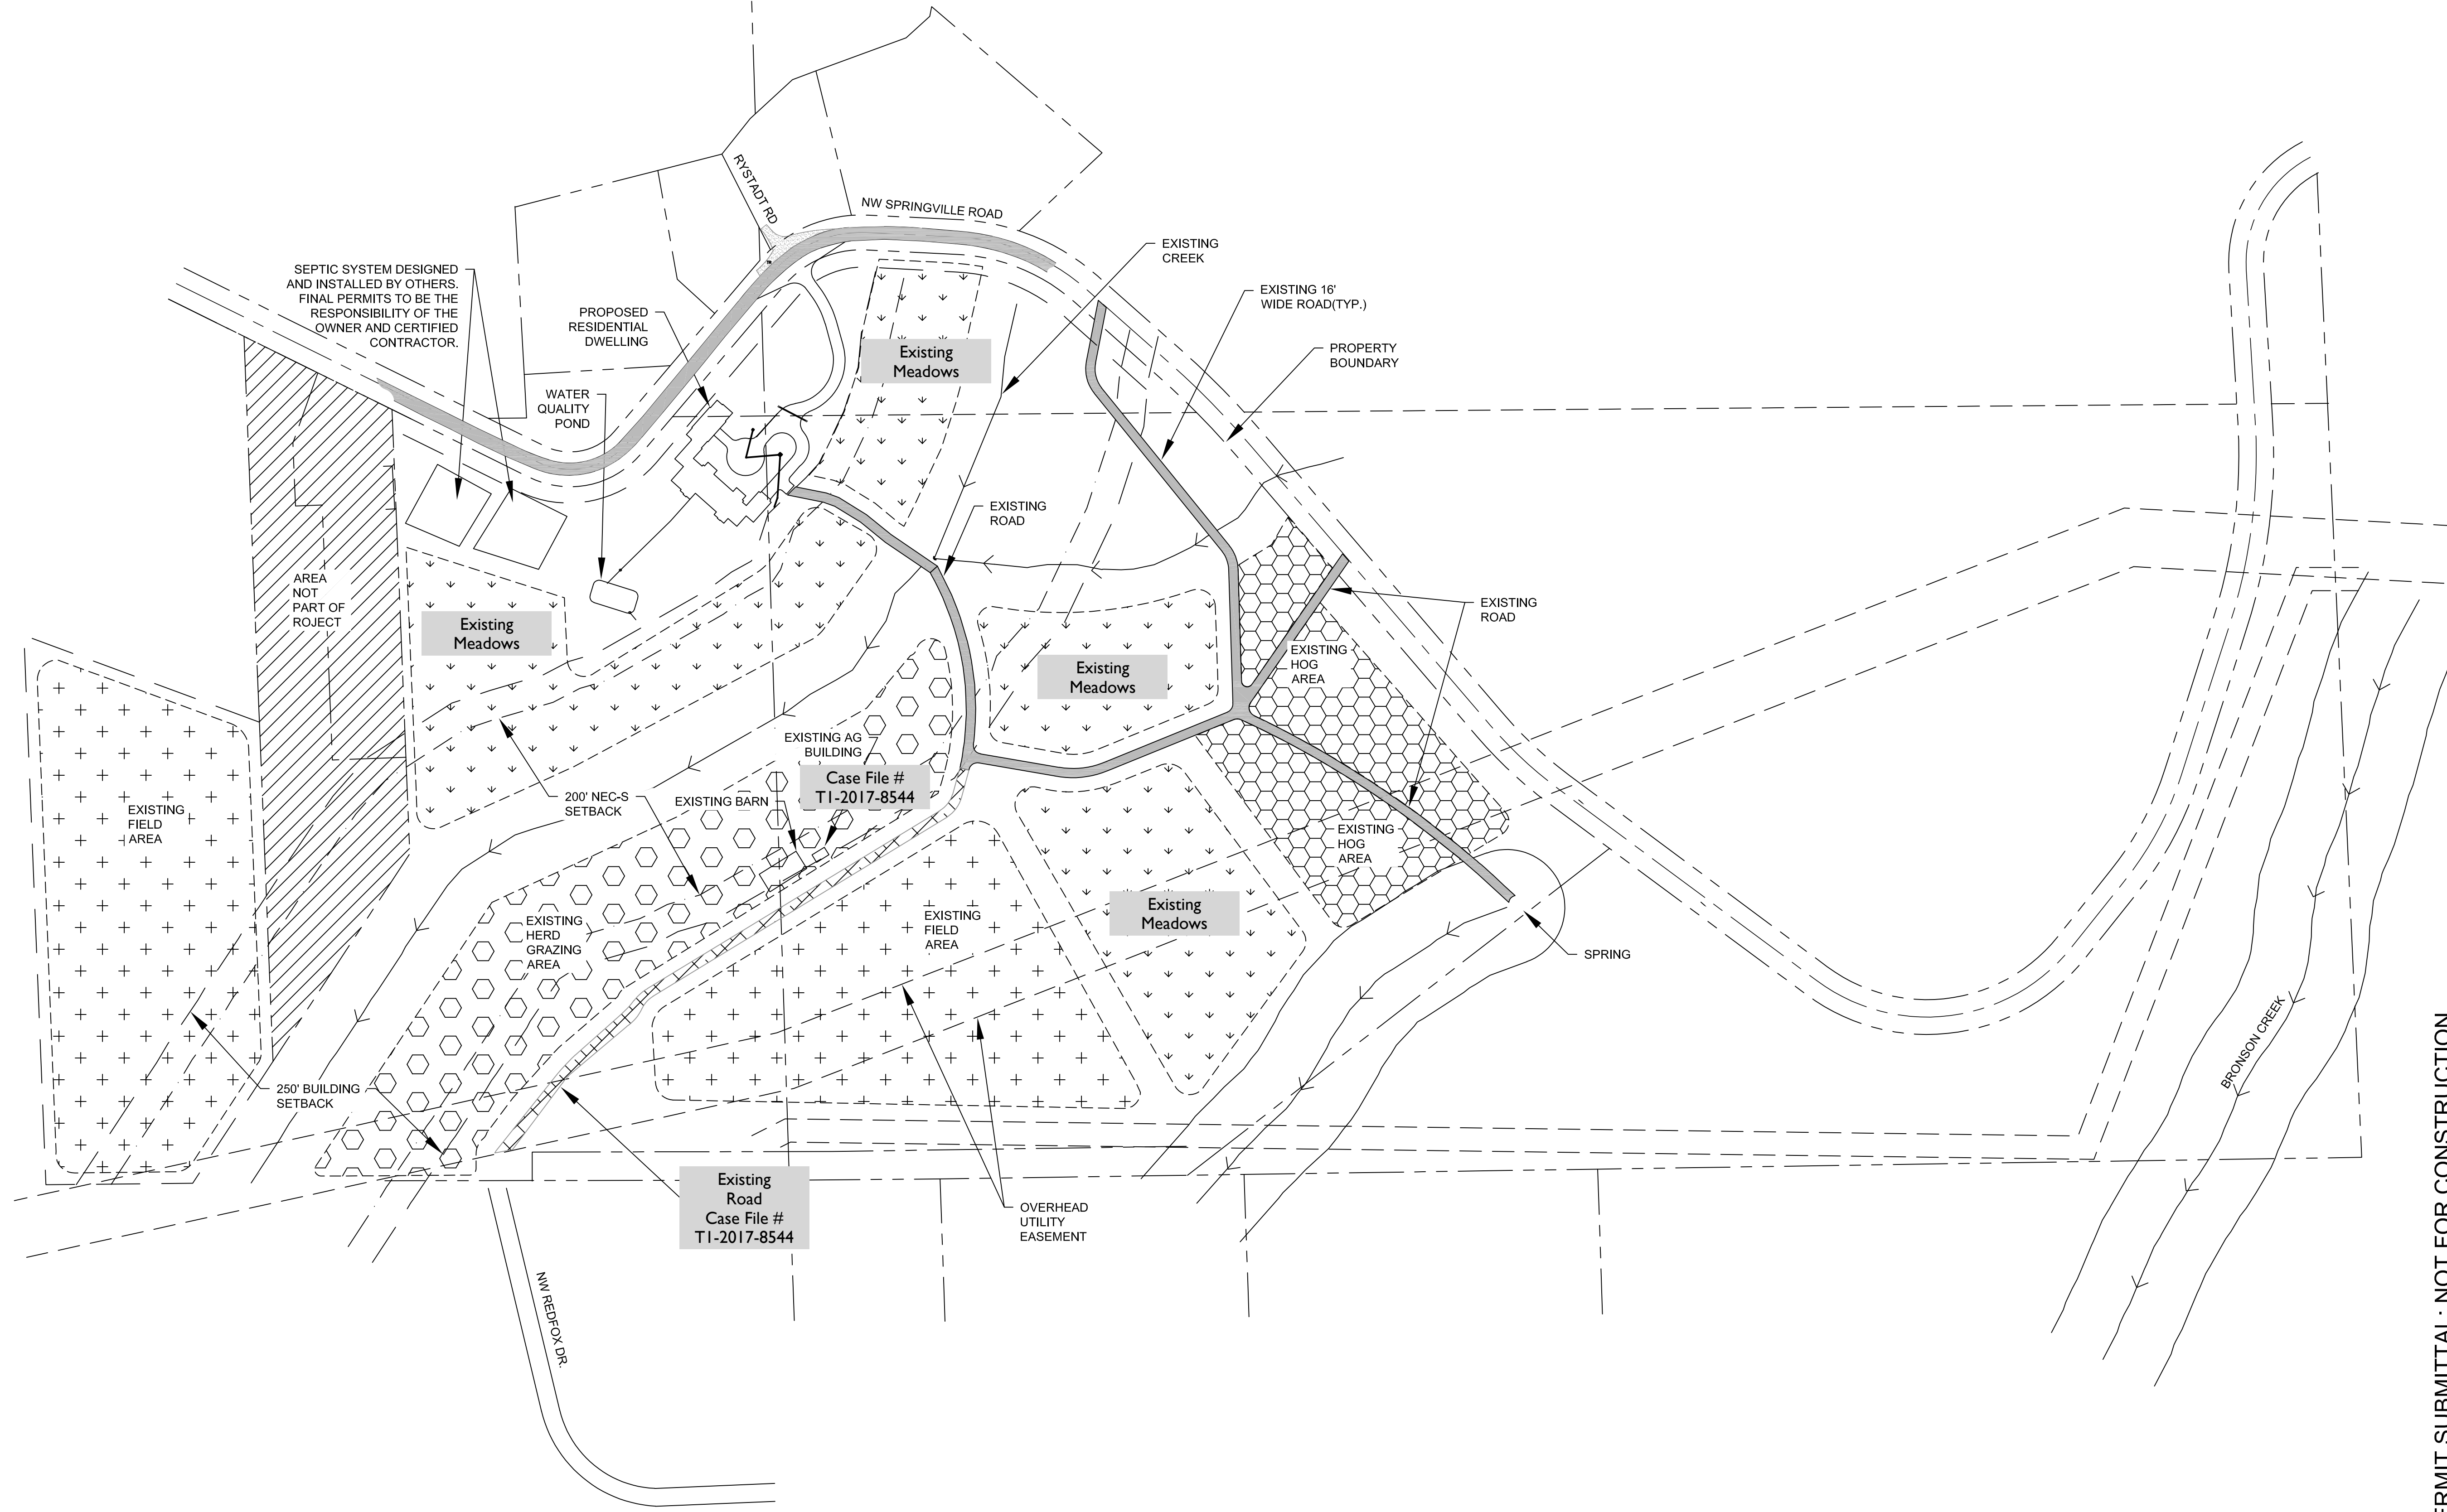 RYSTADT RD
NW SPRINGVILLE ROAD
EXISTING
CREEK
SEPTIC SYSTEM DESIGNED
AND INSTALLED BY OTHERS.
FINAL PERMITS TO BE THE
RESPONSIBILITY OF THE
OWNER AND CERTIFIED
CONTRACTOR.
PROPOSED
RESIDENTIAL
DWELLING
EXISTING 16'
WIDE ROAD(TYP.)
PROPERTY
BOUNDARY
Existing
Meadows
WATER
QUALITY
POND
EXISTING
ROAD
AREA
NOT
PART OF
ROJECT
Existing
Meadows
EXISTING
ROAD
EXISTING
HOG
AREA
Existing
Meadows
EXISTING AG
BUILDING
Case File #
T1-2017-8544
200' NEC-S
SETBACK
EXISTING BARN
EXISTING
FIELD
AREA
EXISTING
HOG
AREA
Existing
Meadows
EXISTING
HERD
GRAZING
AREA
EXISTING
FIELD
AREA
SPRING
BRONSON CREEK
250' BUILDING
SETBACK
Existing
Road
Case File #
T1-2017-8544
OVERHEAD
UTILITY
EASEMENT
NW REDFOX DR.
ERMIT SUBMITTAL : NOT FOR CONSTRUCTION